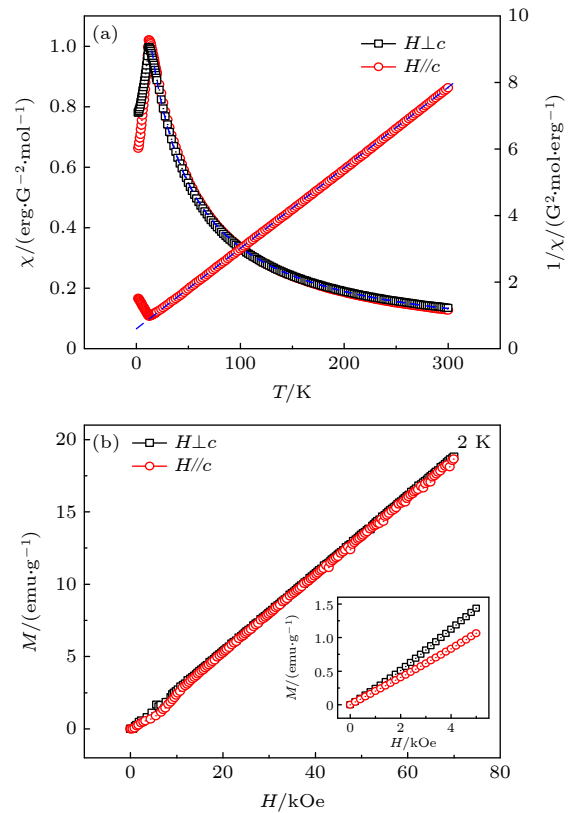 (a)
H⊥c
H//c
χ/(erg·G⁻²·mol⁻¹)
1.0
0.8
0.6
0.4
0.2
0
10
8
6
4
2
0
1/χ/(G²·mol·erg⁻¹)
0
100
200
300
T/K
(b)
H⊥c
H//c
2 K
M/(emu·g⁻¹)
20
15
10
5
0
0
20
40
60
80
H/kOe
M/(emu·g⁻¹)
1.5
1.0
0.5
0
0
2
4
H/kOe